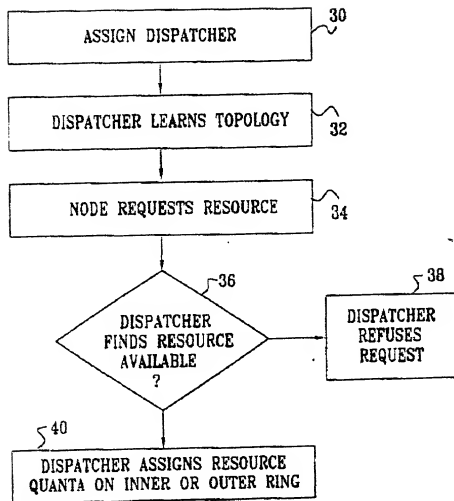 30
ASSIGN DISPATCHER
DISPATCHER LEARNS TOPOLOGY
32
NODE REQUESTS RESOURCE
34
36
DISPATCHER
FINDS RESOURCE
AVAILABLE
?
38
DISPATCHER
REFUSES
REQUEST
40
DISPATCHER ASSIGNS RESOURCE
QUANTA ON INNER OR OUTER RING